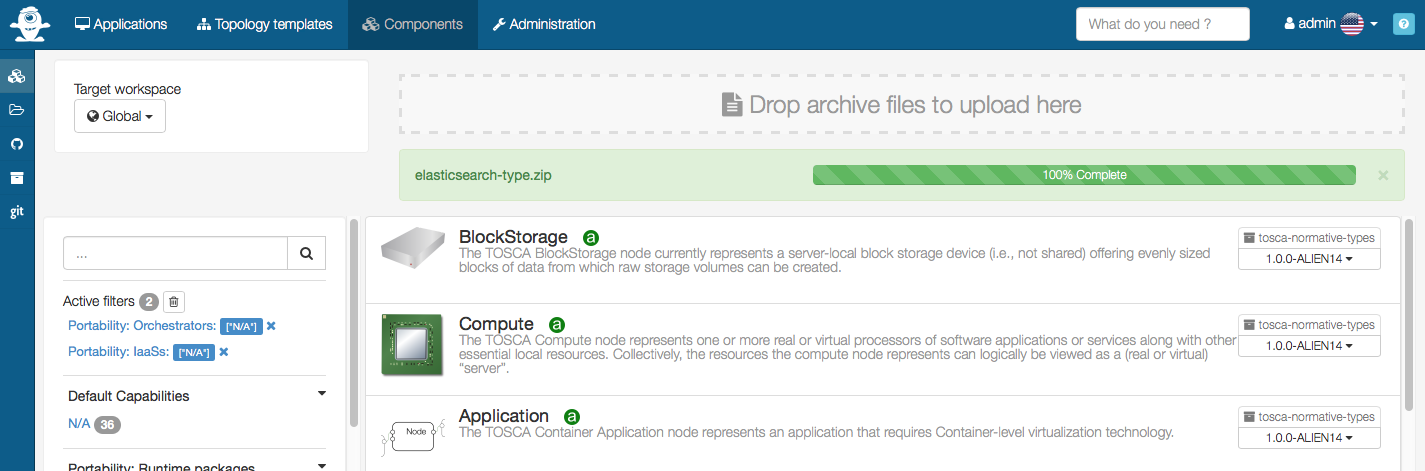 Applications
Topology templates
Components
Administration
What do you need ?
admin
?
Target workspace
Global
Drop archive files to upload here
elasticsearch-type.zip
100% Complete
×
git
...
Active filters 2
Portability: Orchestrators: ["N/A"] ×
Portability: IaaSs: ["N/A"] ×
Default Capabilities
N/A 36
Portability: Runtime packages
BlockStorage a
The TOSCA BlockStorage node currently represents a server-local block storage device (i.e., not shared) offering evenly sized
blocks of data from which raw storage volumes can be created.
tosca-normative-types
1.0.0-ALIEN14
Compute a
The TOSCA Compute node represents one or more real or virtual processors of software applications or services along with other
essential local resources. Collectively, the resources the compute node represents can logically be viewed as a (real or virtual)
"server".
tosca-normative-types
1.0.0-ALIEN14
Node
Application a
The TOSCA Container Application node represents an application that requires Container-level virtualization technology.
tosca-normative-types
1.0.0-ALIEN14